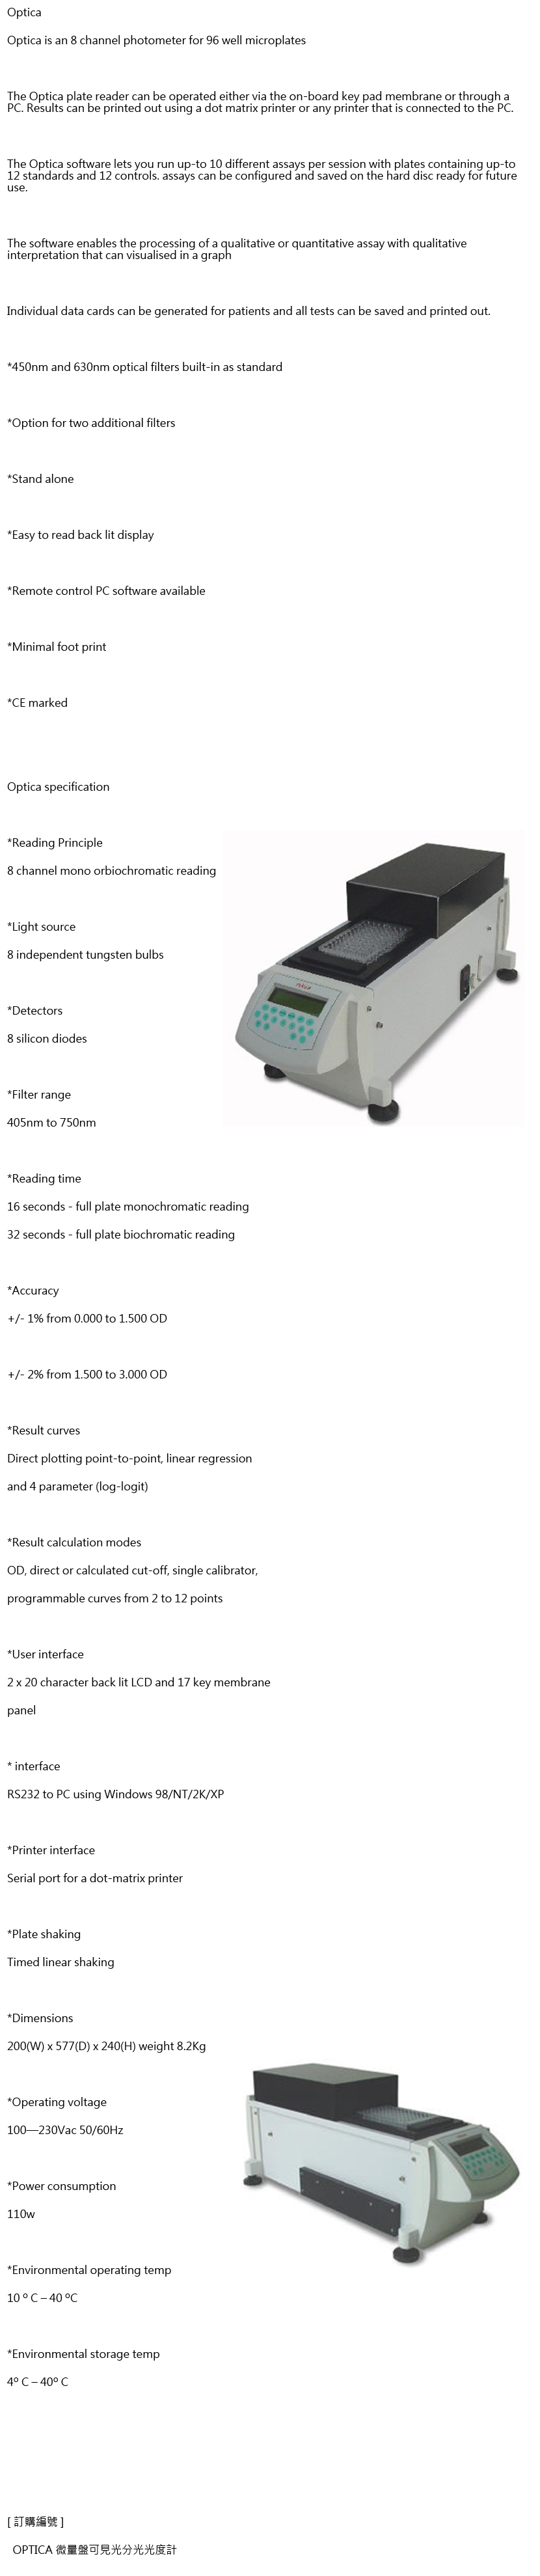 Optica
Optica is an 8 channel photometer for 96 well microplates
The Optica plate reader can be operated either via the on-board key pad membrane or through a
PC. Results can be printed out using a dot matrix printer or any printer that is connected to the PC.
The Optica software lets you run up-to 10 different assays per session with plates containing up-to
12 standards and 12 controls. assays can be configured and saved on the hard disc ready for future
use.
The software enables the processing of a qualitative or quantitative assay with qualitative
interpretation that can visualised in a graph
Individual data cards can be generated for patients and all tests can be saved and printed out.
*450nm and 630nm optical filters built-in as standard
*Option for two additional filters
*Stand alone
*Easy to read back lit display
*Remote control PC software available
*Minimal foot print
*CE marked
Optica specification
*Reading Principle
8 channel mono orbiochromatic reading
*Light source
8 independent tungsten bulbs
*Detectors
8 silicon diodes
*Filter range
405nm to 750nm
*Reading time
16 seconds - full plate monochromatic reading
32 seconds - full plate biochromatic reading
*Accuracy
+/- 1% from 0.000 to 1.500 OD
+/- 2% from 1.500 to 3.000 OD
*Result curves
Direct plotting point-to-point, linear regression
and 4 parameter (log-logit)
*Result calculation modes
OD, direct or calculated cut-off, single calibrator,
programmable curves from 2 to 12 points
*User interface
2 x 20 character back lit LCD and 17 key membrane
panel
* interface
RS232 to PC using Windows 98/NT/2K/XP
*Printer interface
Serial port for a dot-matrix printer
*Plate shaking
Timed linear shaking
*Dimensions
200(W) x 577(D) x 240(H) weight 8.2Kg
*Operating voltage
100—230Vac 50/60Hz
*Power consumption
110w
*Environmental operating temp
10 º C – 40 ºC
*Environmental storage temp
4º C – 40º C
[ 訂購編號 ]
OPTICA 微量盤可見光分光光度計